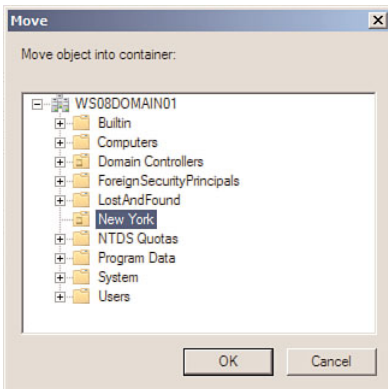 Move
Move object into container:
WS08DOMAIN01
Builtin
Computers
Domain Controllers
ForeignSecurityPrincipals
LostAndFound
New York
NTDS Quotas
Program Data
System
Users
OK
Cancel